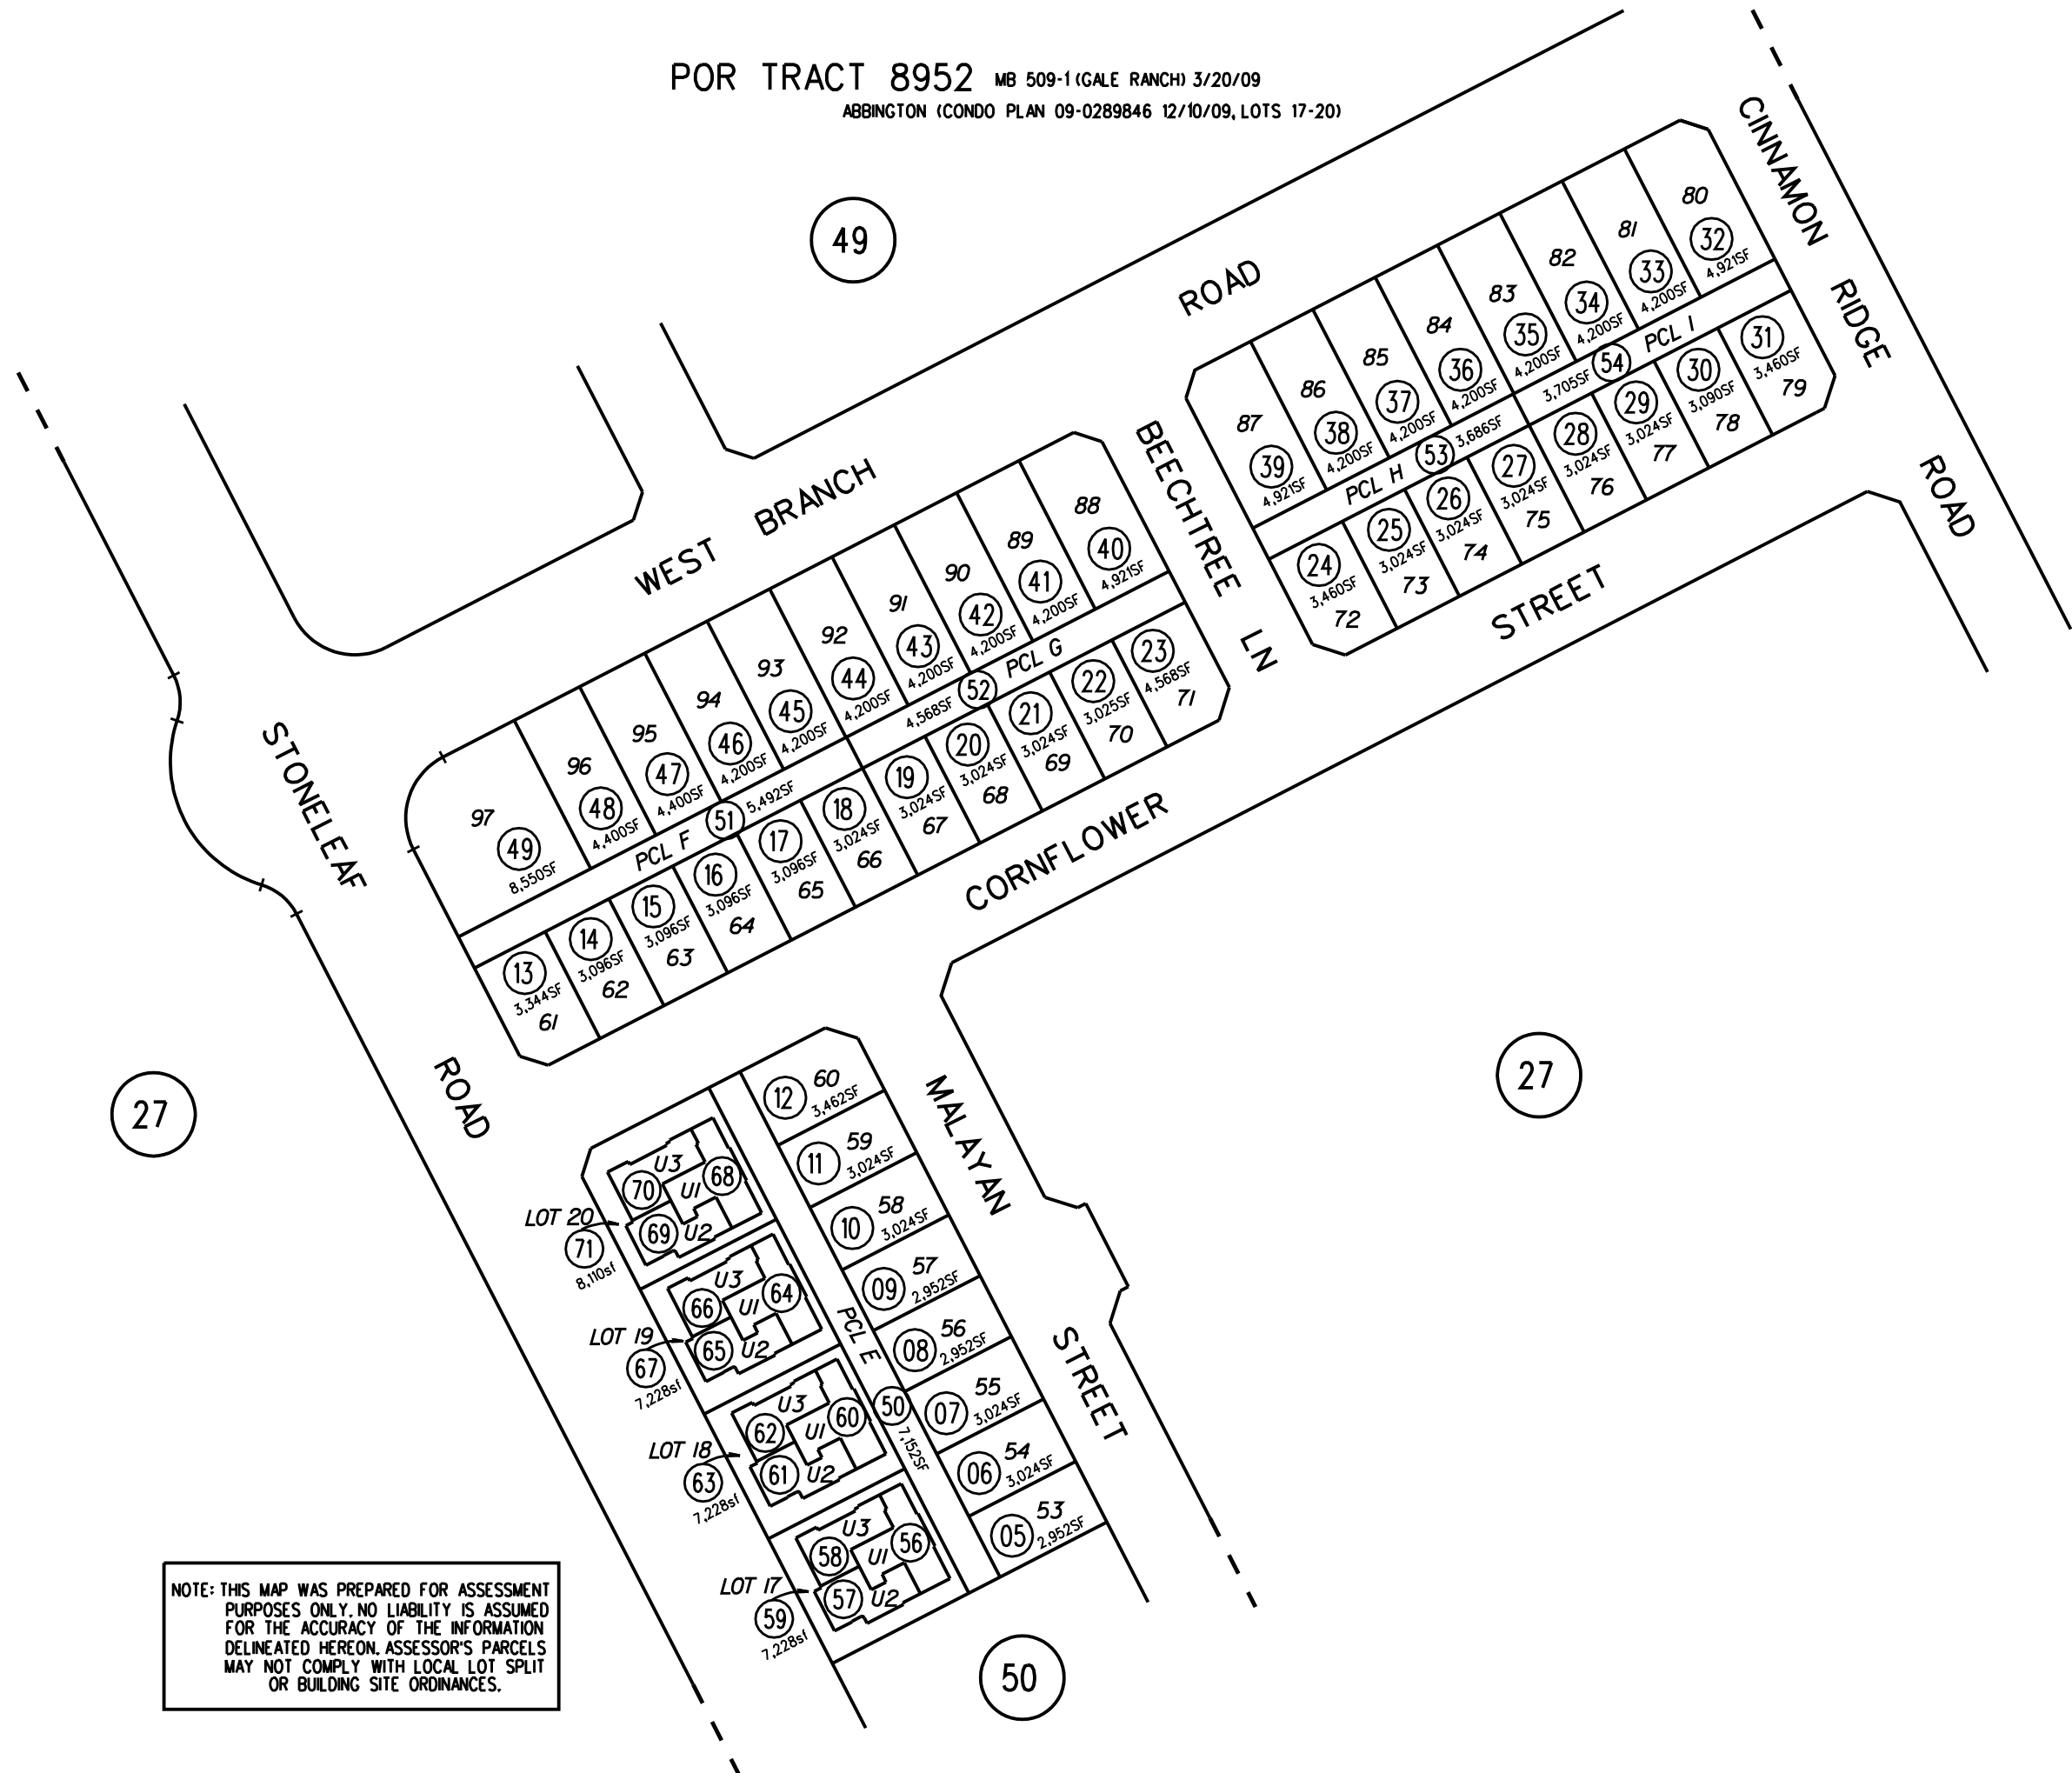 POR TRACT 8952 MB 509-1 (GALE RANCH) 3/20/09
ABBINGTON (CONDO PLAN 09-0289846 12/10/09, LOTS 17-20)
49
CINNAMON RIDGE ROAD
WEST BRANCH ROAD
BEECHTREE LN
STONELEAF ROAD
CORNFLOWER STREET
MALAYAN STREET
80
32
4,921SF
81
33
4,200SF
82
34
4,200SF
83
35
4,200SF
84
36
4,200SF
85
37
4,200SF
86
38
4,200SF
87
39
4,921SF
PCL I
54
3,705SF
PCL H
53
3,686SF
31
3,460SF
79
30
3,090SF
78
29
3,024SF
77
28
3,024SF
76
27
3,024SF
75
26
3,024SF
74
25
3,024SF
73
24
3,460SF
72
88
40
4,921SF
89
41
4,200SF
90
42
4,200SF
91
43
4,200SF
92
44
4,200SF
93
45
4,200SF
94
46
4,200SF
95
47
4,400SF
96
48
4,400SF
97
49
8,550SF
PCL G
52
4,568SF
PCL F
51
5,492SF
23
4,568SF
71
22
3,025SF
70
21
3,024SF
69
20
3,024SF
68
19
3,024SF
67
18
3,024SF
66
17
3,096SF
65
16
3,096SF
64
15
3,096SF
63
14
3,096SF
62
13
3,344SF
61
27
27
12
60
3,462SF
11
59
3,024SF
10
58
3,024SF
09
57
2,952SF
08
56
2,952SF
07
55
3,024SF
06
54
3,024SF
05
53
2,952SF
PCL E
50
7,152SF
LOT 20
71
8,110sf
U3
70
U1
68
69
U2
LOT 19
67
7,228sf
U3
66
U1
64
65
U2
LOT 18
63
7,228sf
U3
62
U1
60
61
U2
LOT 17
59
7,228sf
U3
58
U1
56
57
U2
50
NOTE: THIS MAP WAS PREPARED FOR ASSESSMENT
PURPOSES ONLY. NO LIABILITY IS ASSUMED
FOR THE ACCURACY OF THE INFORMATION
DELINEATED HEREON. ASSESSOR'S PARCELS
MAY NOT COMPLY WITH LOCAL LOT SPLIT
OR BUILDING SITE ORDINANCES.